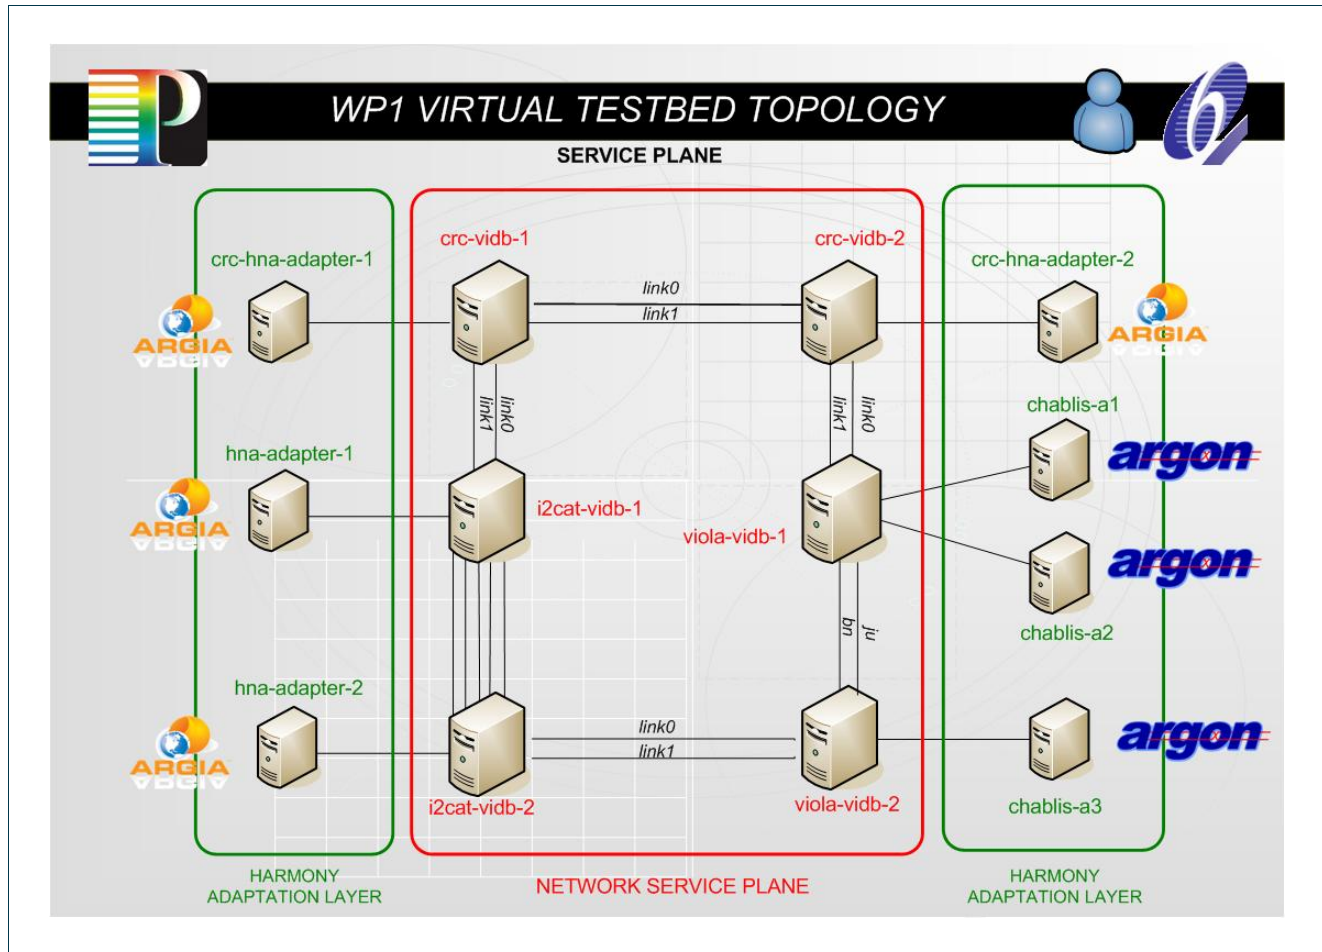 WP1 VIRTUAL TESTBED TOPOLOGY
SERVICE PLANE
crc-vidb-1
crc-vidb-2
crc-hna-adapter-1
crc-hna-adapter-2
link0
link1
ARGIA
ARGIA
link1
link0
link1
link0
chablis-a1
hna-adapter-1
argon
i2cat-vidb-1
viola-vidb-1
ARGIA
argon
bn
ju
chablis-a2
hna-adapter-2
link0
link1
argon
ARGIA
i2cat-vidb-2
viola-vidb-2
chablis-a3
HARMONY
ADAPTATION LAYER
NETWORK SERVICE PLANE
HARMONY
ADAPTATION LAYER